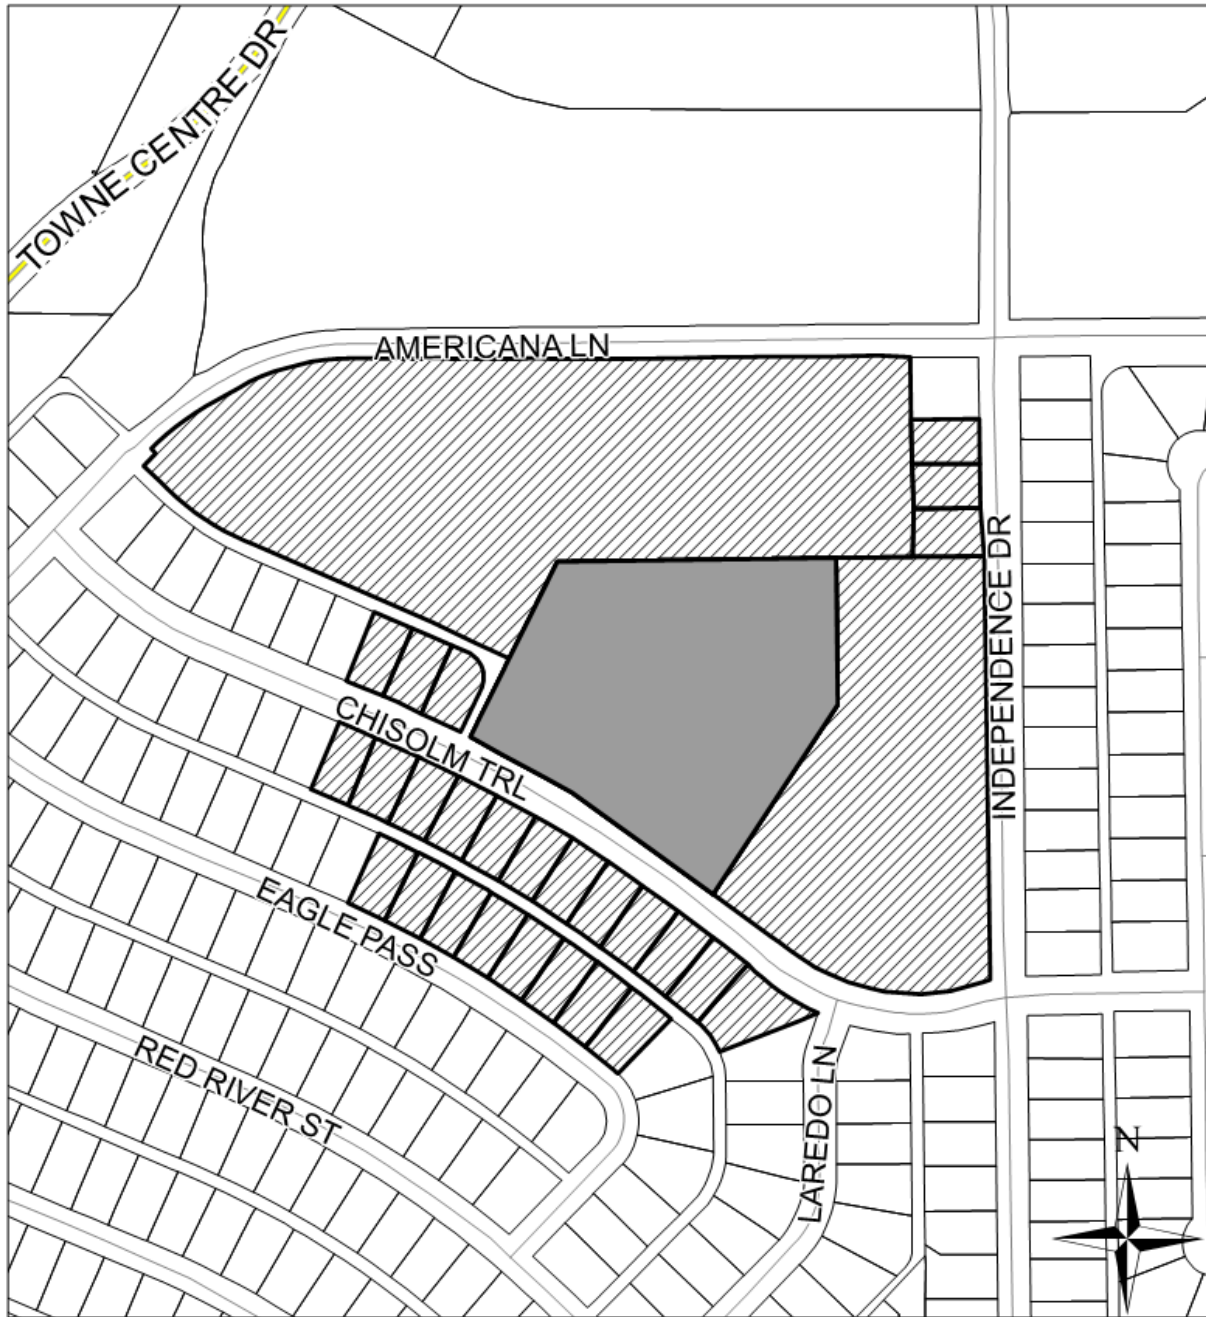 TOWNE CENTRE DR
AMERICANA LN
INDEPENDENCE DR
CHISOLM TRL
EAGLE PASS
RED RIVER ST
LAREDO LN
N